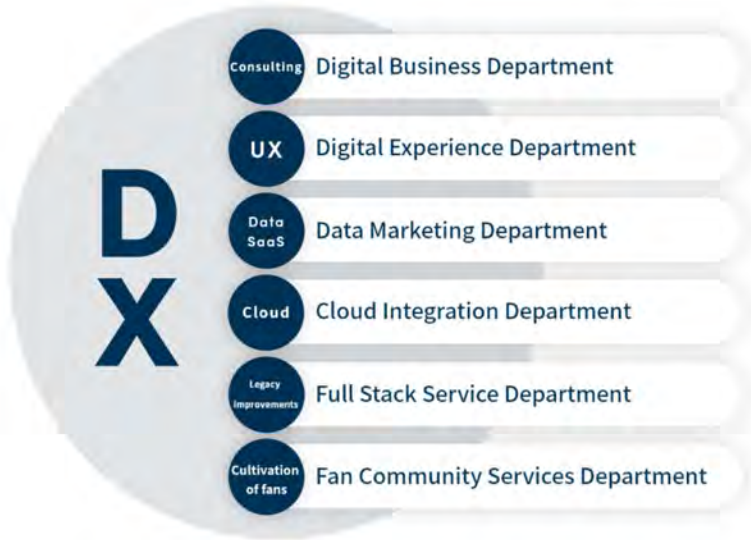 D
X
Consulting
Digital Business Department
UX
Digital Experience Department
Data
SaaS
Data Marketing Department
Cloud
Cloud Integration Department
Legacy
Improvements
Full Stack Service Department
Cultivation
of fans
Fan Community Services Department